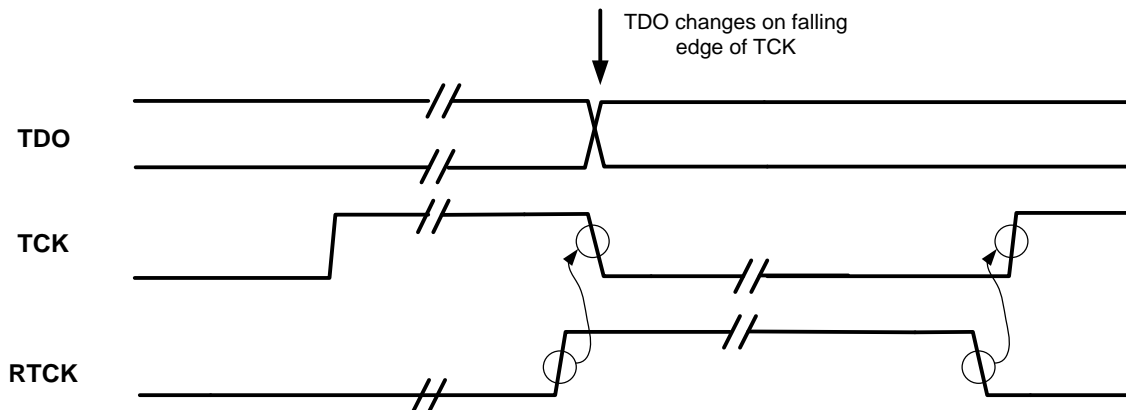 TDO changes on falling
edge of TCK
TDO
TCK
RTCK